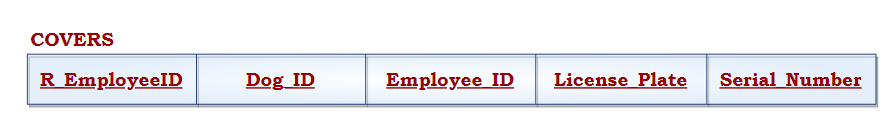 COVERS
R_EmployeeID Dog_ID Employee_ID License_Plate Serial_Number